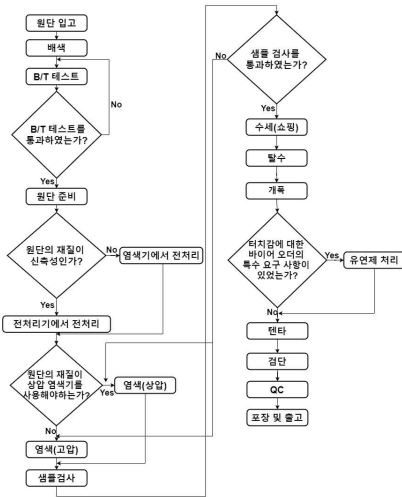 원단 입고
배색
B/T 테스트
No
B/T 테스트를
통과하였는가?
Yes
원단 준비
원단의 재질이
신축성인가?
No
염색기에서 전처리
Yes
전처리기에서 전처리
원단의 재질이
상압 염색기를
사용해야하는가?
Yes
염색(상압)
No
염색(고압)
샘플검사
샘플 검사를
통과하였는가?
No
Yes
수세(쇼핑)
탈수
개폭
터치감에 대한
바이어 오더의
특수 요구 사항이
있었는가?
Yes
유연제 처리
No
텐타
검단
QC
포장 및 출고